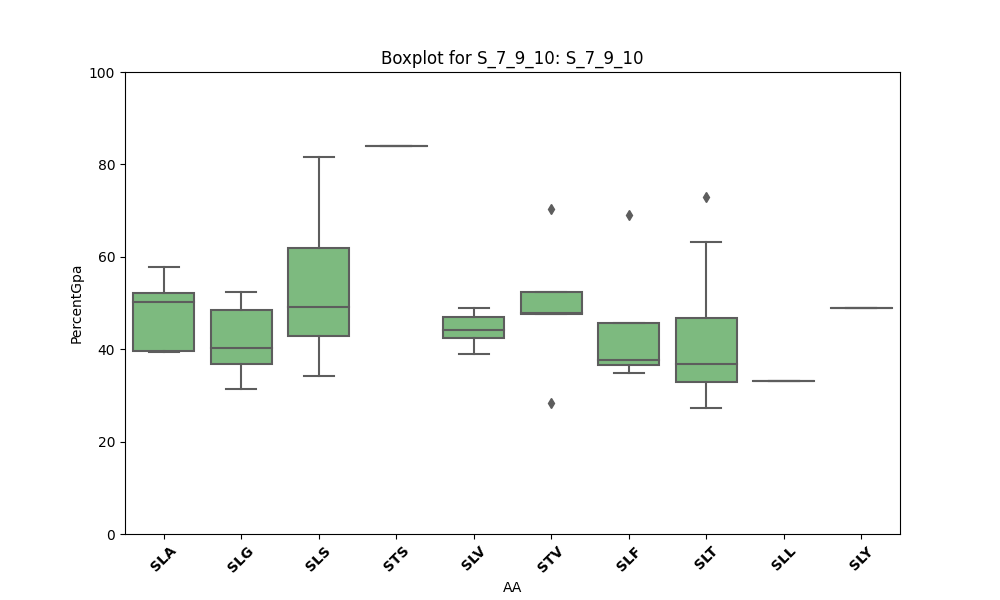 Boxplot for S_7_9_10: S_7_9_10
100
80
60
40
20
0
PercentGpa
SLA
SLG
SLS
STS
SLV
STV
SLF
SLT
SLL
SLY
AA